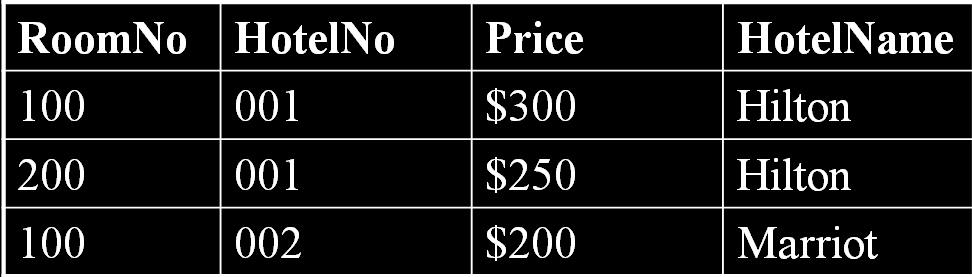 RoomNo HotelNo Price HotelName
100 001 $300 Hilton
200 001 $250 Hilton
100 002 $200 Marriot